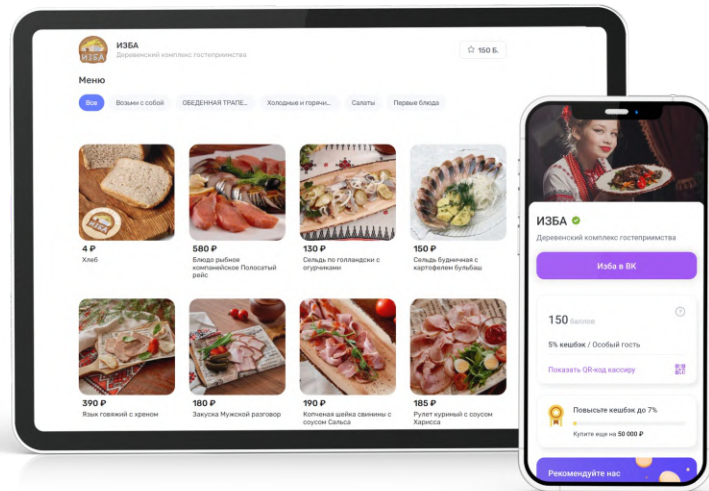 ИЗБА
Деревенский комплекс гостеприимства
150 Б.
Меню
Все
Возьми с собой
ОБЕДЕННАЯ ТРАПЕ...
Холодные и горячи...
Салаты
Первые блюда
4 ₽
Хлеб
580 ₽
Блюдо рыбное
компанейское Полосатый
рейс
130 ₽
Сельдь по голландски с
огурчиками
150 ₽
Сельдь будничная с
картофелем бульбаш
390 ₽
Язык говяжий с хреном
180 ₽
Закуска Мужской разговор
190 ₽
Копченая шейка свинины с
соусом Сальса
185 ₽
Рулет куриный с соусом
Харисса
ИЗБА
Деревенский комплекс гостеприимства
Изба в ВК
150 баллов
5% кешбэк / Особый гость
Показать QR-код кассиру
Повысьте кешбэк до 7%
Купите еще на 50 000 ₽
Рекомендуйте нас
ИЗБА
ИЗБА